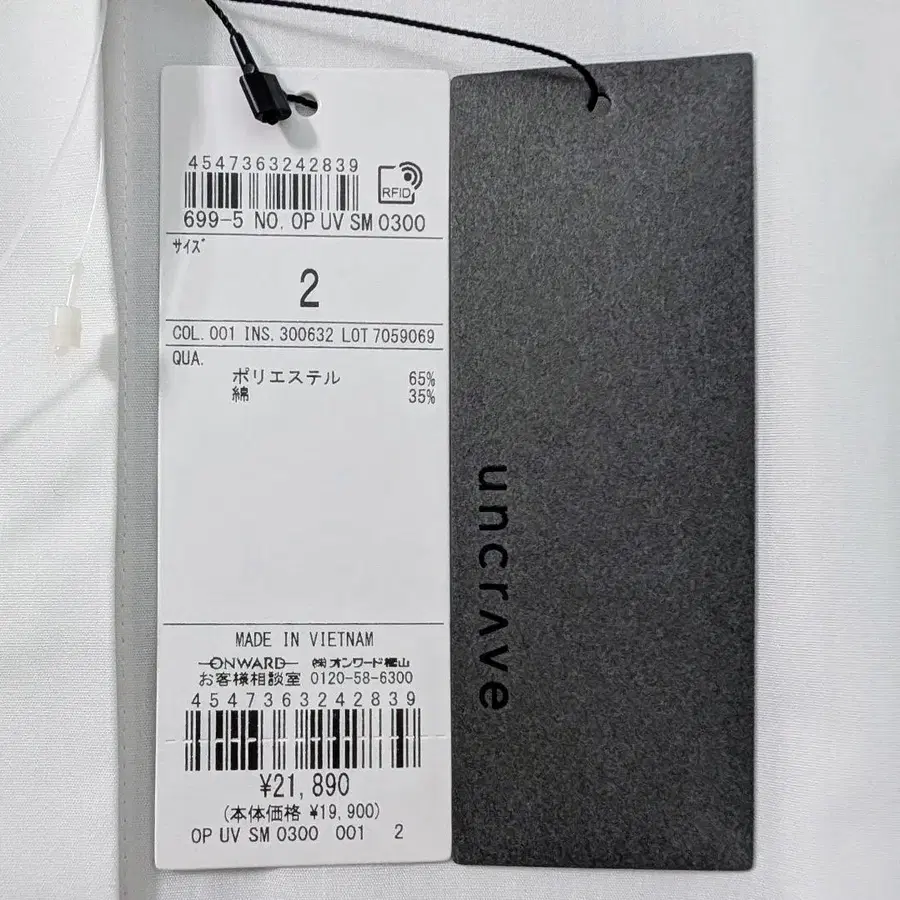 4547363242839
RFID
699-5 NO. OP UV SM 0300
サイズ
2
COL. 001 INS. 300632 LOT 7059069
QUA.
ポリエステル 65%
綿 35%
MADE IN VIETNAM
ONWARD ㈱オンワード樫山
お客様相談室 0120-58-6300
4547363242839
¥21,890
(本体価格 ¥19,900)
OP UV SM 0300 001 2
uncrave